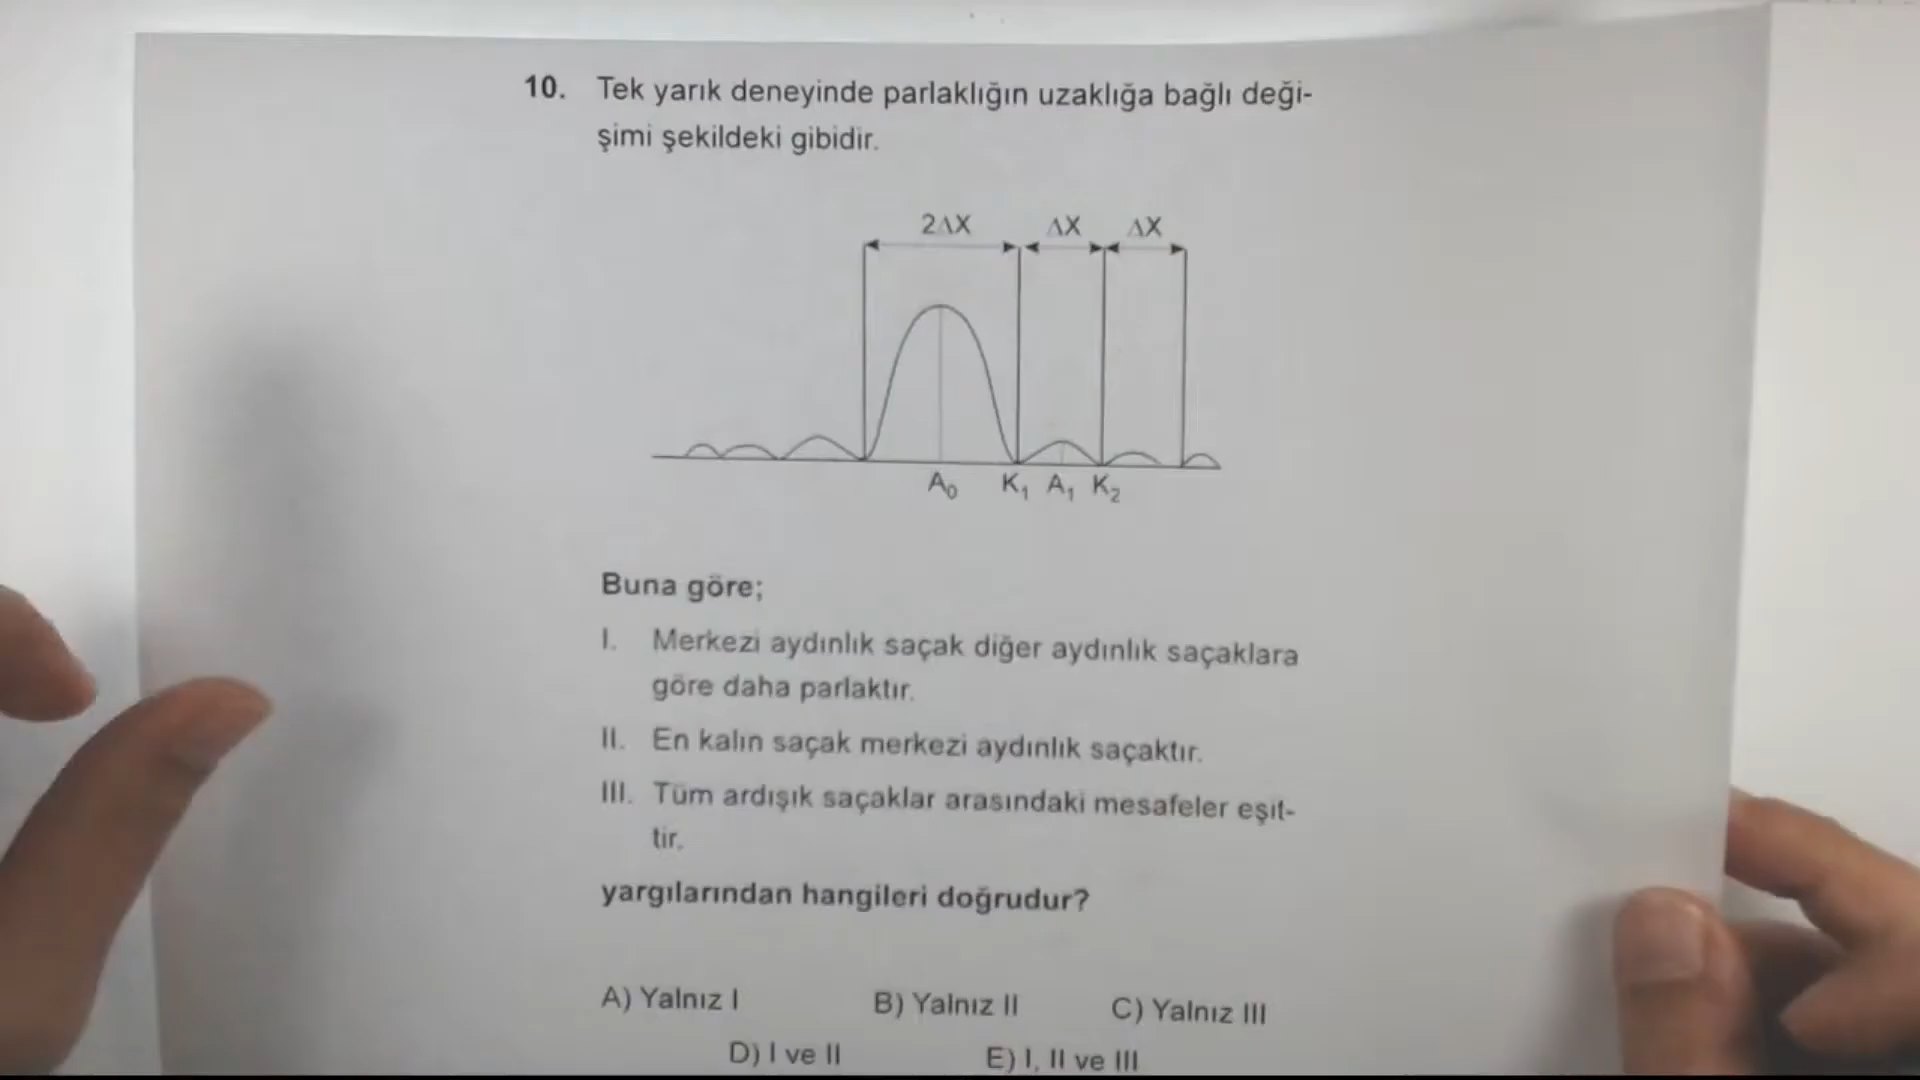 10. Tek yarık deneyinde parlaklığın uzaklığa bağlı deği-
şimi şekildeki gibidir.
2ΔX ΔX ΔX
A₀ K₁ A₁ K₂
Buna göre;
I. Merkezi aydınlık saçak diğer aydınlık saçaklara
göre daha parlaktır.
II. En kalın saçak merkezi aydınlık saçaktır.
III. Tüm ardışık saçaklar arasındaki mesafeler eşit-
tir.
yargılarından hangileri doğrudur?
A) Yalnız I B) Yalnız II C) Yalnız III
D) I ve II E) I, II ve III